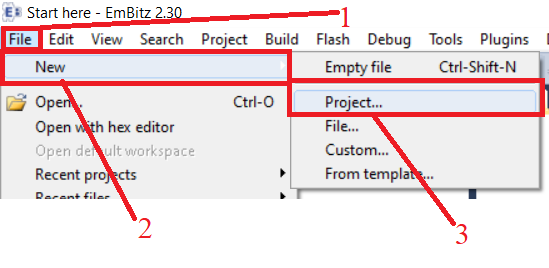 Start here - EmBitz 2.30
1
File Edit View Search Project Build Flash Debug Tools Plugins
New
Empty file Ctrl-Shift-N
Open... Ctrl-O
Project...
Open with hex editor
File...
Open default workspace
Custom...
Recent projects
From template...
Recent files
2
3